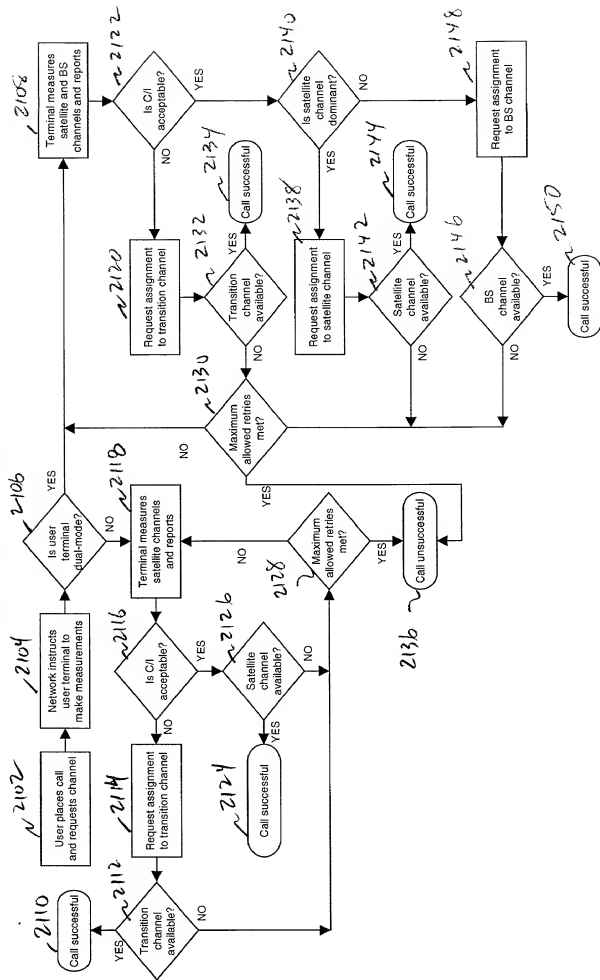 2102
User places call
and requests channel
2104
Network instructs
user terminal to
make measurements
2106
Is user
terminal
dual-mode?
YES
NO
2108
Terminal measures
satellite and BS
channels and reports
2110
Call successful
YES
2112
Transition
channel
available?
NO
2114
Request assignment
to transition channel
NO
2116
Is C/I
acceptable?
YES
2118
Terminal measures
satellite channels
and reports
2124
Call successful
YES
2126
Satellite
channel
available?
NO
2128
Maximum
allowed retries
met?
NO
YES
2136
Call unsuccessful
2130
Maximum
allowed retries
met?
NO
YES
2120
Request assignment
to transition channel
NO
2122
Is C/I
acceptable?
YES
2132
Transition
channel
available?
YES
NO
2134
Call successful
2138
Request assignment
to satellite channel
YES
2140
Is satellite
channel
dominant?
NO
2142
Satellite
channel
available?
YES
NO
2144
Call successful
2146
BS
channel
available?
NO
YES
2148
Request assignment
to BS channel
2150
Call successful